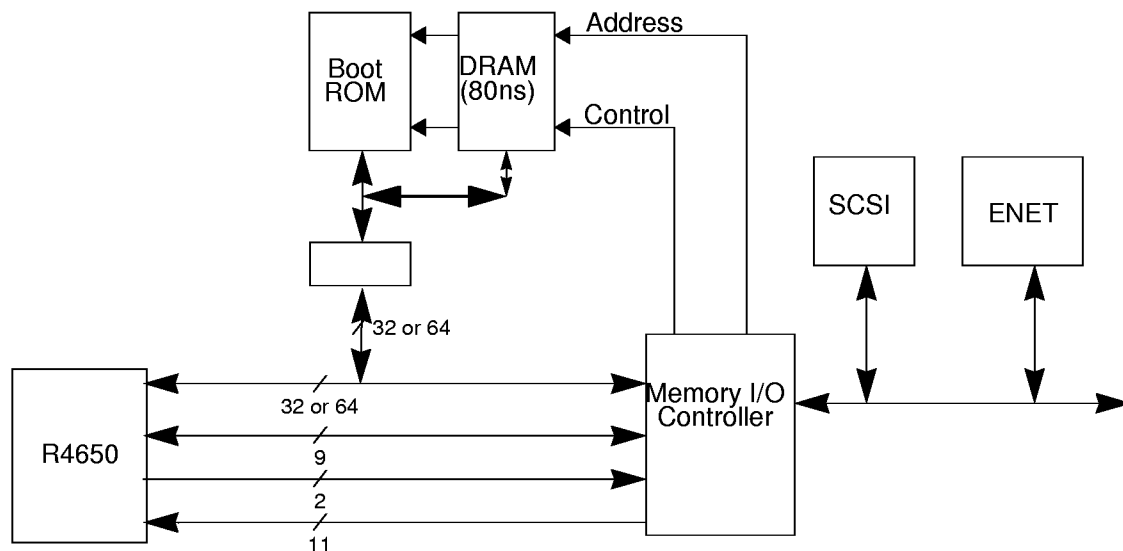 Boot
ROM
DRAM
(80ns)
Address
Control
SCSI
ENET
32 or 64
R4650
32 or 64
9
2
11
Memory I/O
Controller